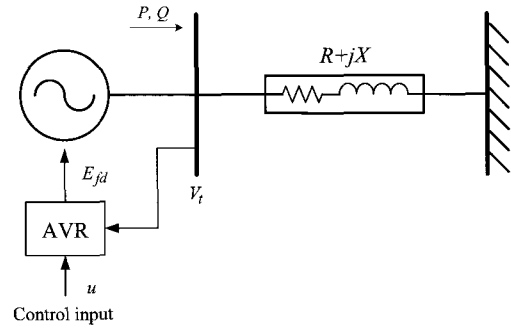 P, Q
R+jX
E_fd
V_t
AVR
u
Control input